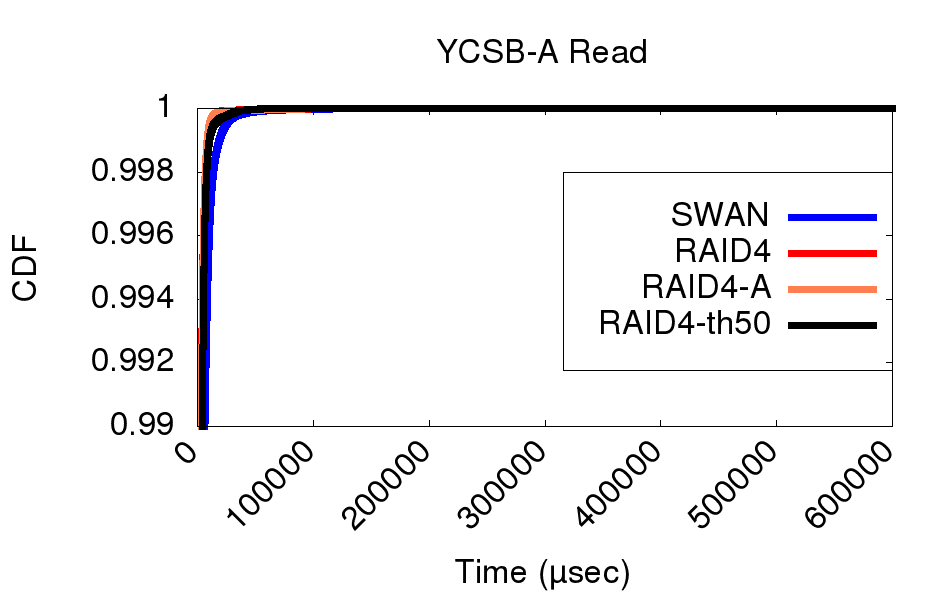 YCSB-A Read
CDF
1
0.998
0.996
0.994
0.992
0.99
SWAN
RAID4
RAID4-A
RAID4-th50
0
100000
200000
300000
400000
500000
600000
Time (μsec)